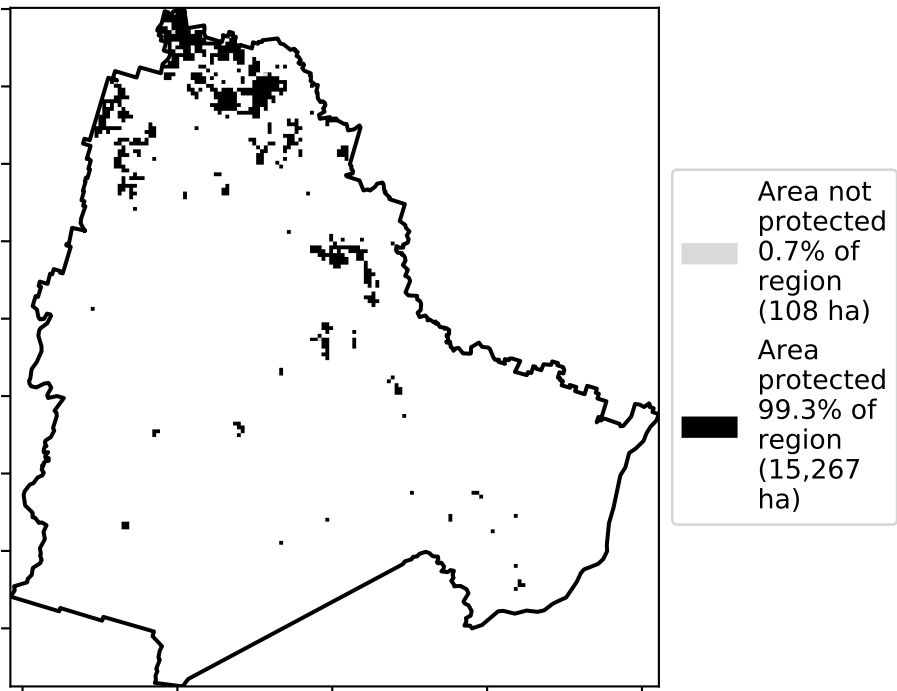 Area not
protected
0.7% of
region
(108 ha)
Area
protected
99.3% of
region
(15,267
ha)